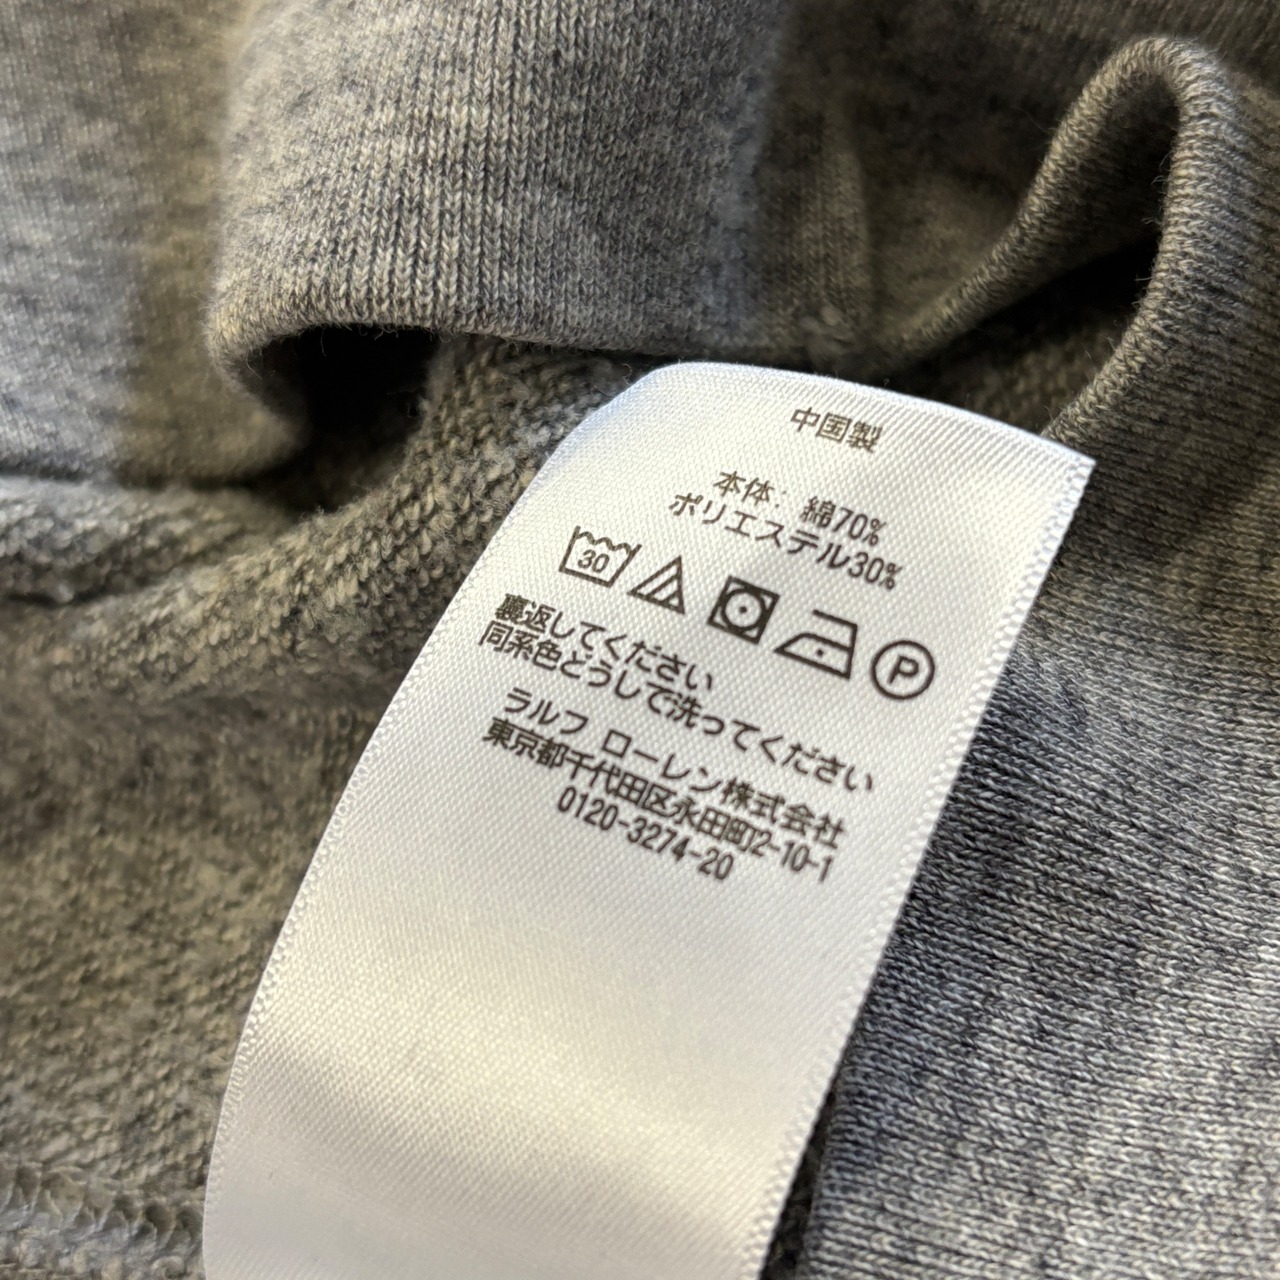 中国製
本体: 綿70%
ポリエステル30%
30 P
裏返してください
同系色どうしで洗ってください
ラルフ ローレン株式会社
東京都千代田区永田町2-10-1
0120-3274-20